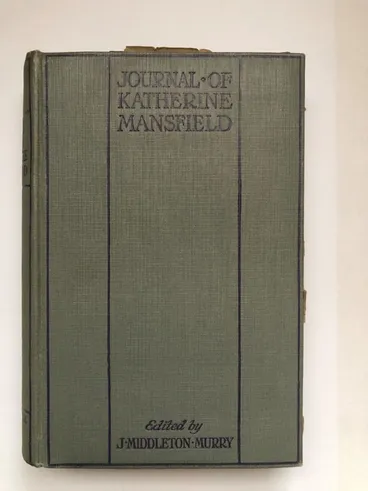 JOURNAL·OF
KATHERINE
MANSFIELD
Edited by
J·MIDDLETON·MURRY